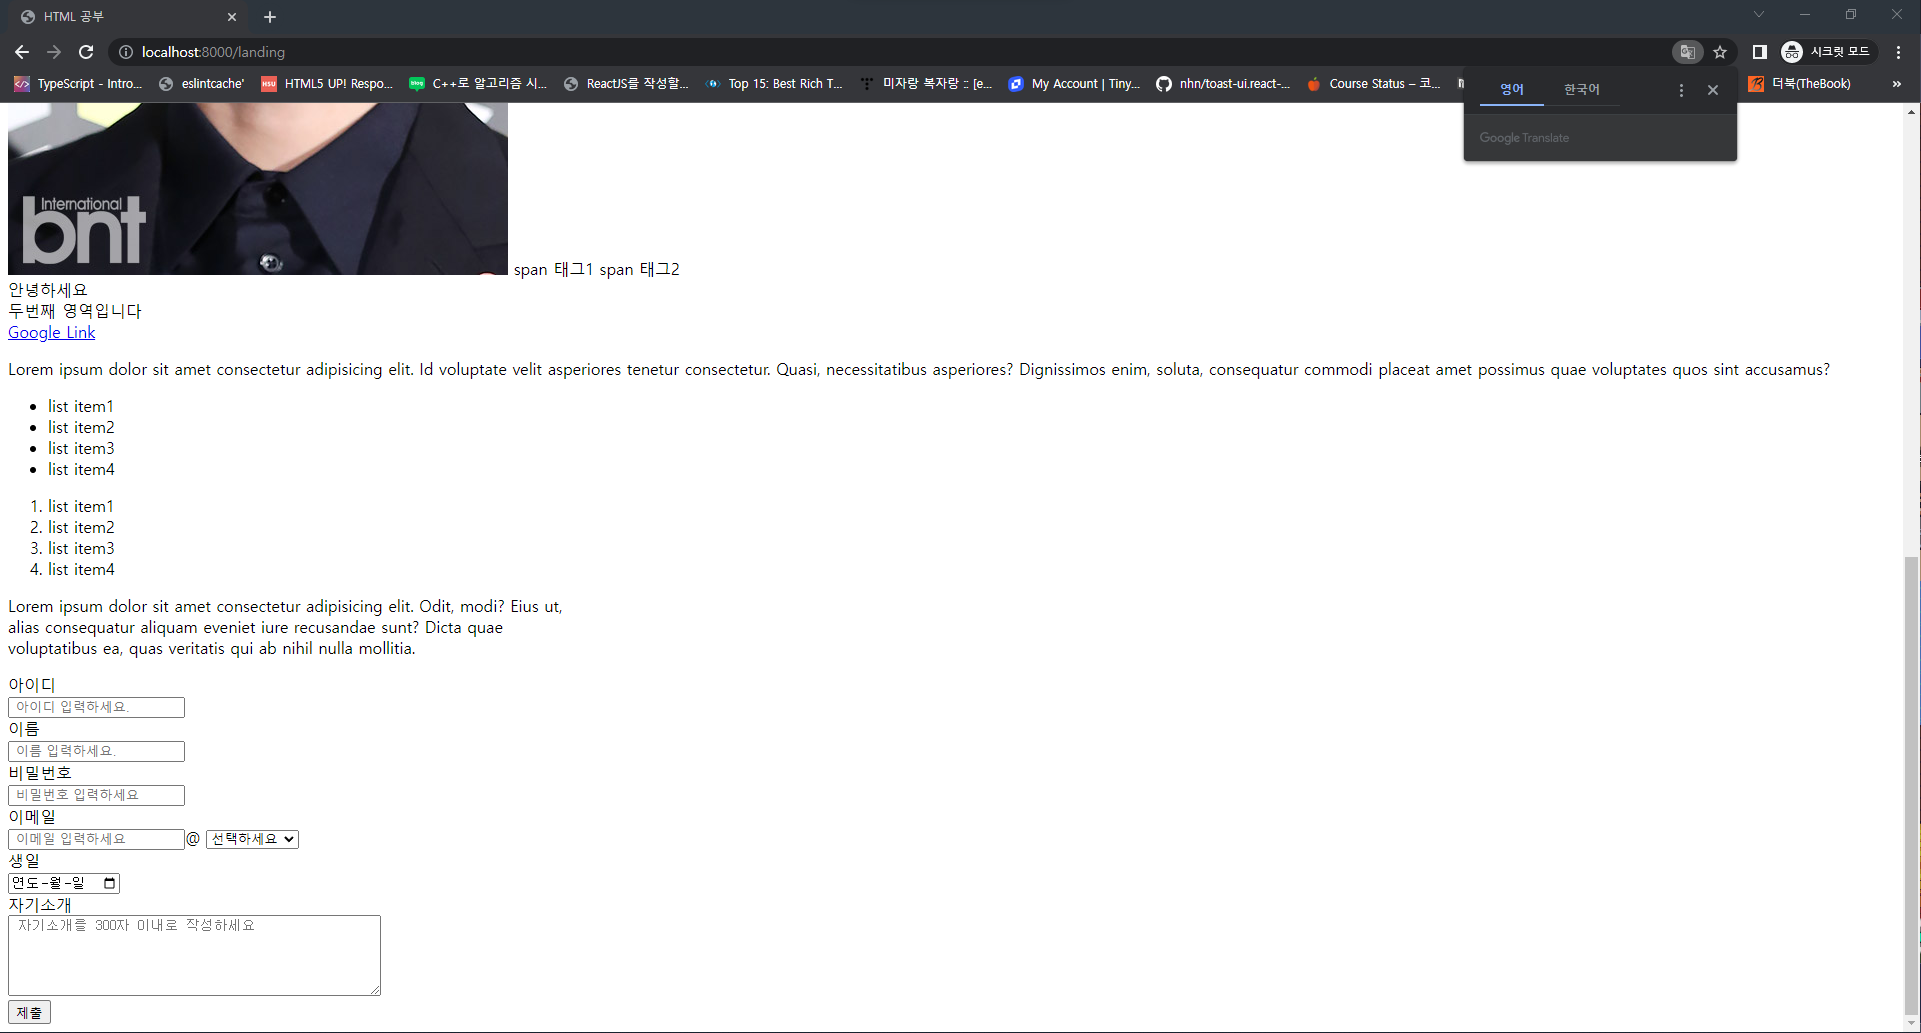 HTML 공부
localhost:8000/landing
시크릿 모드
TypeScript - Intro...
eslintcache'
HSU
HTML5 UP! Respo...
blog
C++로 알고리즘 시...
ReactJS를 작성할...
Top 15: Best Rich T...
미자랑 복자랑 :: [e...
My Account | Tiny...
nhn/toast-ui.react-...
Course Status – 코...
더북(TheBook)
»
영어
한국어
Google Translate
International
bnt
span 태그1 span 태그2
안녕하세요
두번째 영역입니다
Google Link
Lorem ipsum dolor sit amet consectetur adipisicing elit. Id voluptate velit asperiores tenetur consectetur. Quasi, necessitatibus asperiores? Dignissimos enim, soluta, consequatur commodi placeat amet possimus quae voluptates quos sint accusamus?
• list item1
• list item2
• list item3
• list item4
1. list item1
2. list item2
3. list item3
4. list item4
Lorem ipsum dolor sit amet consectetur adipisicing elit. Odit, modi? Eius ut,
alias consequatur aliquam eveniet iure recusandae sunt? Dicta quae
voluptatibus ea, quas veritatis qui ab nihil nulla mollitia.
아이디
아이디 입력하세요.
이름
이름 입력하세요.
비밀번호
비밀번호 입력하세요
이메일
이메일 입력하세요 @ 선택하세요
생일
연도-월-일
자기소개
자기소개를 300자 이내로 작성하세요
제출